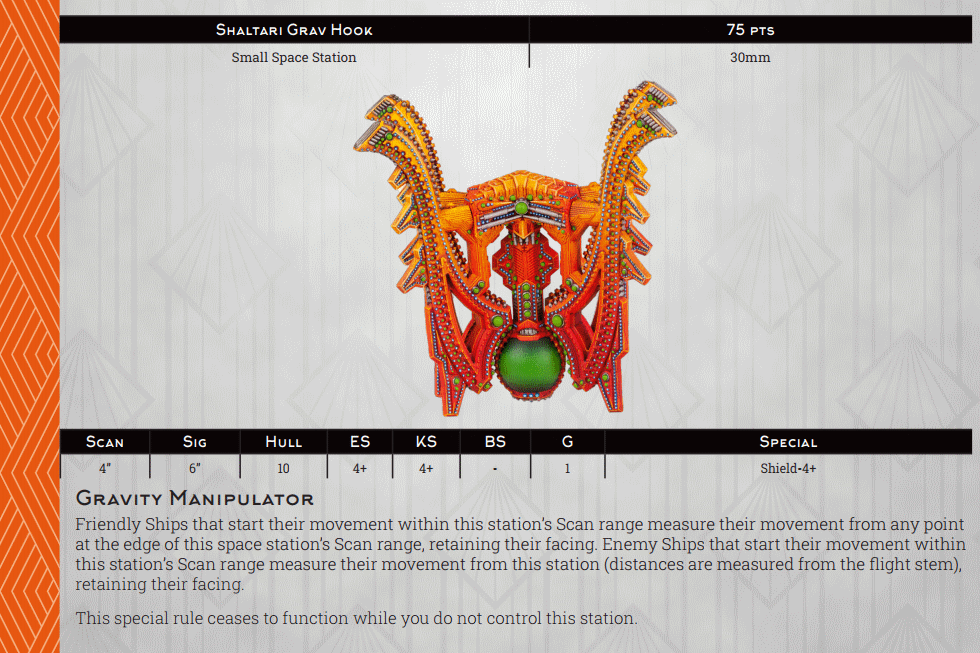 Shaltari Grav Hook 75 pts
Small Space Station 30mm
Scan Sig Hull ES KS BS G Special
4" 6" 10 4+ 4+ - 1 Shield-4+
Gravity Manipulator
Friendly Ships that start their movement within this station's Scan range measure their movement from any point
at the edge of this space station's Scan range, retaining their facing. Enemy Ships that start their movement within
this station's Scan range measure their movement from this station (distances are measured from the flight stem),
retaining their facing.
This special rule ceases to function while you do not control this station.